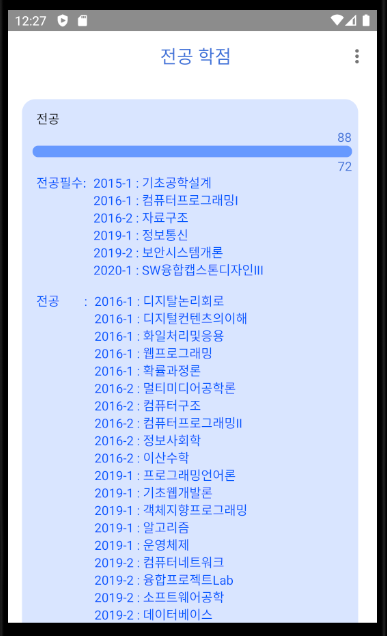 12:27
전공 학점
전공
88
72
전공필수: 2015-1 : 기초공학설계
2016-1 : 컴퓨터프로그래밍I
2016-2 : 자료구조
2019-1 : 정보통신
2019-2 : 보안시스템개론
2020-1 : SW융합캡스톤디자인III
전공 : 2016-1 : 디지탈논리회로
2016-1 : 디지털컨텐츠의이해
2016-1 : 화일처리및응용
2016-1 : 웹프로그래밍
2016-1 : 확률과정론
2016-2 : 멀티미디어공학론
2016-2 : 컴퓨터구조
2016-2 : 컴퓨터프로그래밍II
2016-2 : 정보사회학
2016-2 : 이산수학
2019-1 : 프로그래밍언어론
2019-1 : 기초웹개발론
2019-1 : 객체지향프로그래밍
2019-1 : 알고리즘
2019-1 : 운영체제
2019-2 : 컴퓨터네트워크
2019-2 : 융합프로젝트Lab
2019-2 : 소프트웨어공학
2019-2 : 데이터베이스